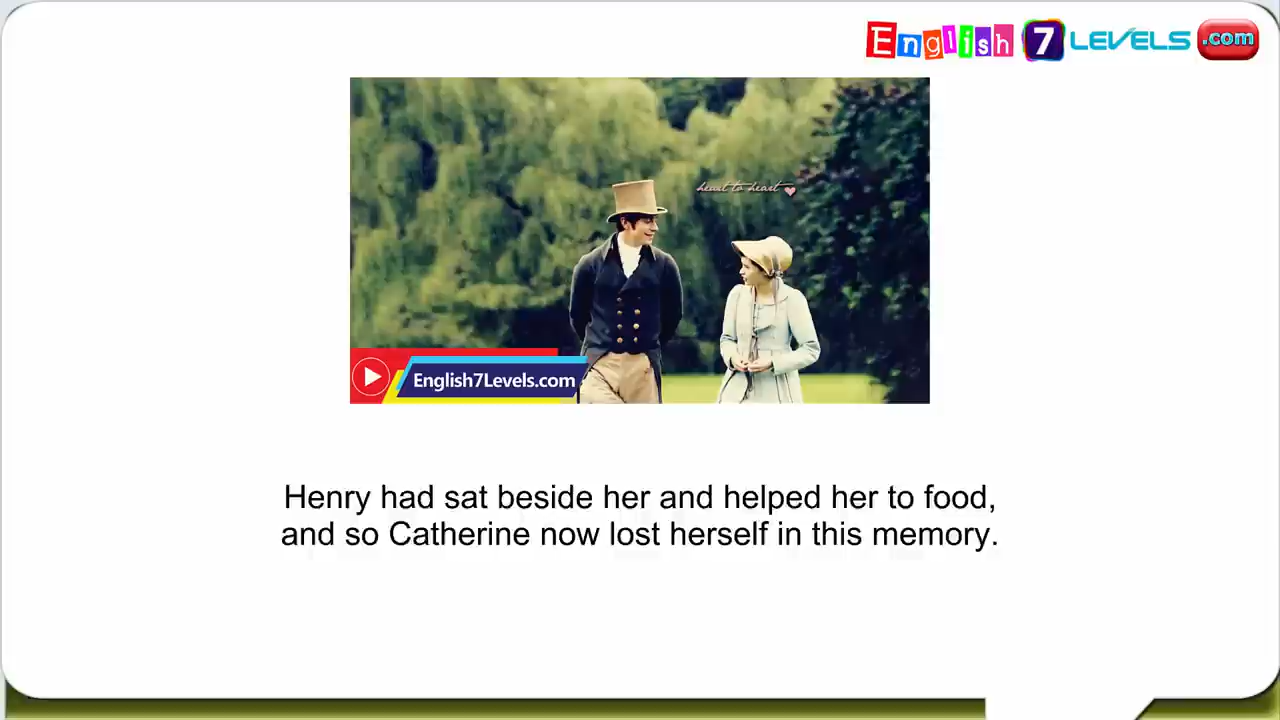 English 7 LEVELS .com
heart to heart
English7Levels.com
Henry had sat beside her and helped her to food,
and so Catherine now lost herself in this memory.